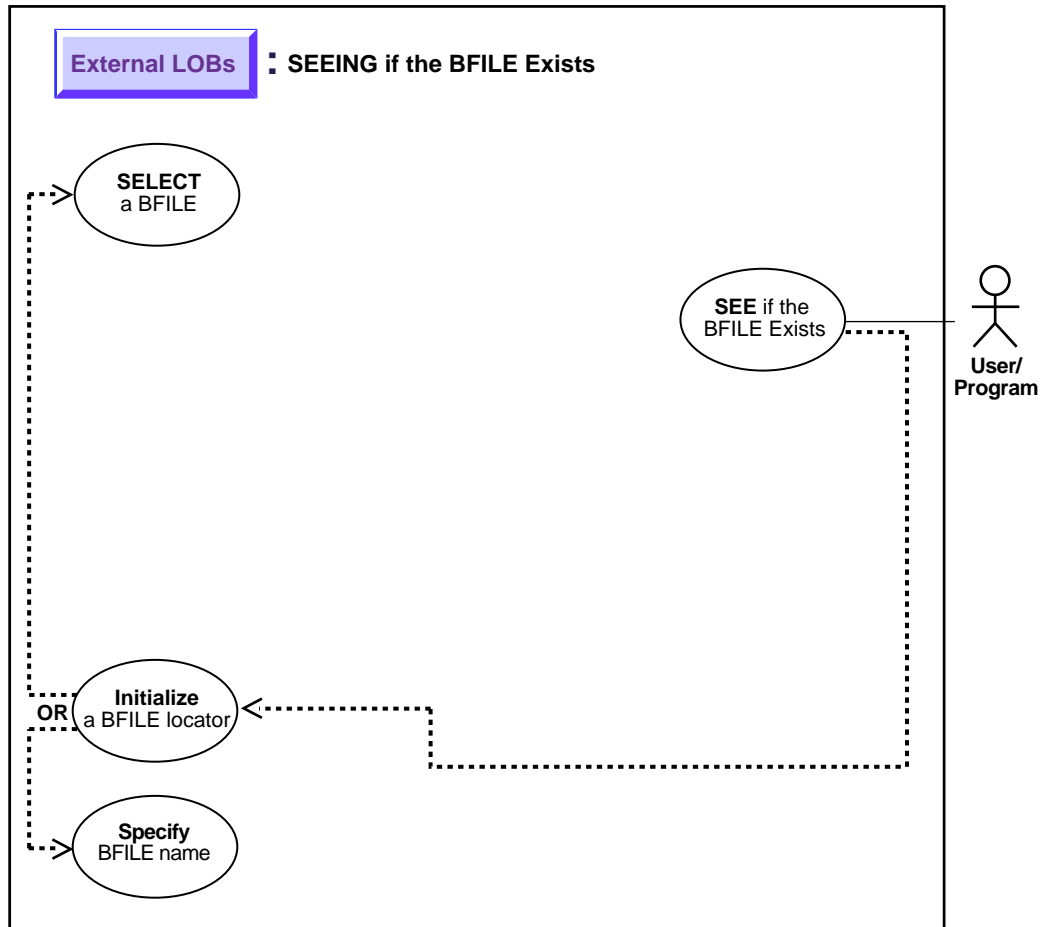 External LOBs : SEEING if the BFILE Exists
SELECT
a BFILE
SEE if the
BFILE Exists
User/
Program
Initialize
OR a BFILE locator
Specify
BFILE name